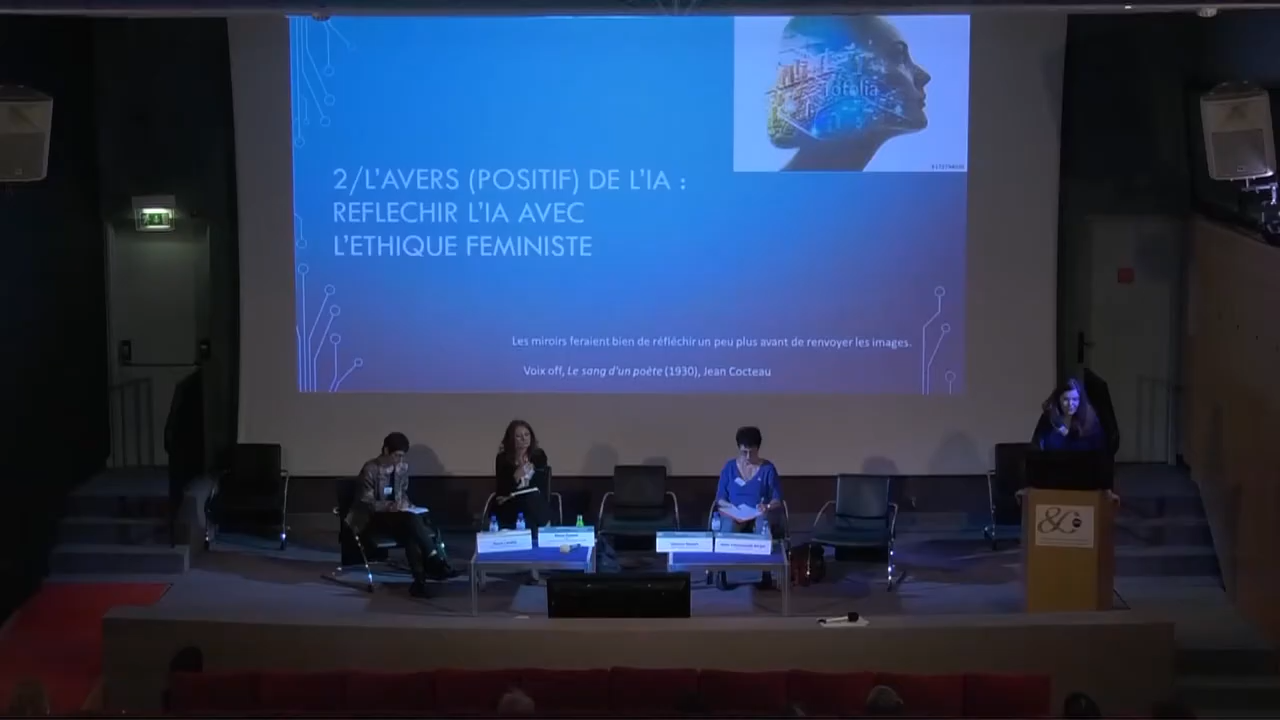 fotolia
2/L'AVERS (POSITIF) DE L'IA :
REFLECHIR L'IA AVEC
L'ETHIQUE FEMINISTE
Les miroirs feraient bien de réfléchir un peu plus avant de renvoyer les images.
Voix off, Le sang d'un poète (1930), Jean Cocteau